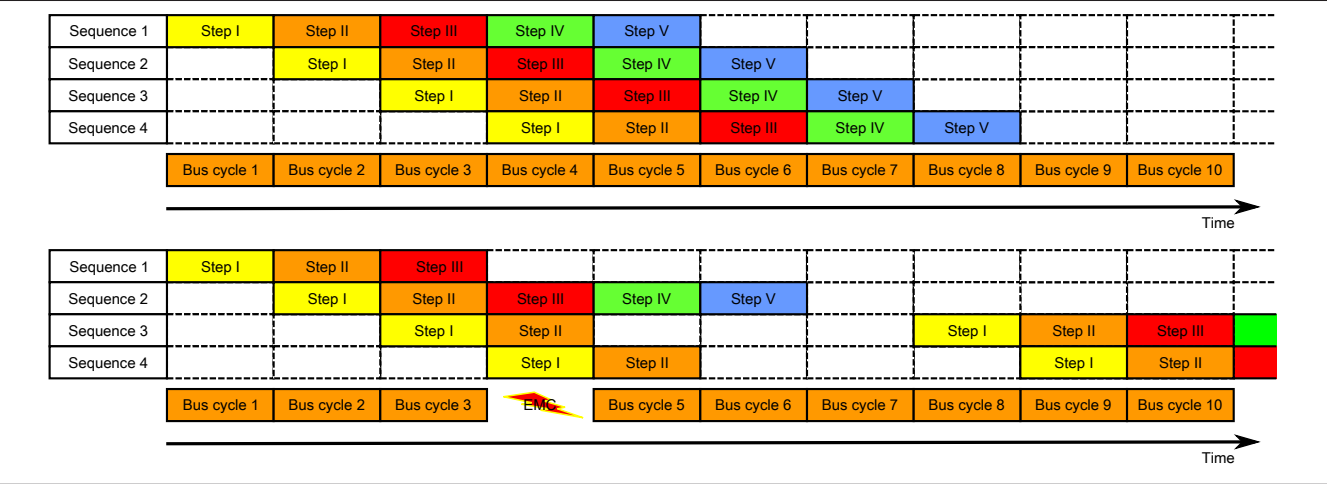 Sequence 1 Step I Step II Step III Step IV Step V
Sequence 2 Step I Step II Step III Step IV Step V
Sequence 3 Step I Step II Step III Step IV Step V
Sequence 4 Step I Step II Step III Step IV Step V
Bus cycle 1 Bus cycle 2 Bus cycle 3 Bus cycle 4 Bus cycle 5 Bus cycle 6 Bus cycle 7 Bus cycle 8 Bus cycle 9 Bus cycle 10
Time
Sequence 1 Step I Step II Step III
Sequence 2 Step I Step II Step III Step IV Step V
Sequence 3 Step I Step II Step I Step II Step III
Sequence 4 Step I Step II Step I Step II
Bus cycle 1 Bus cycle 2 Bus cycle 3 EMC Bus cycle 5 Bus cycle 6 Bus cycle 7 Bus cycle 8 Bus cycle 9 Bus cycle 10
Time